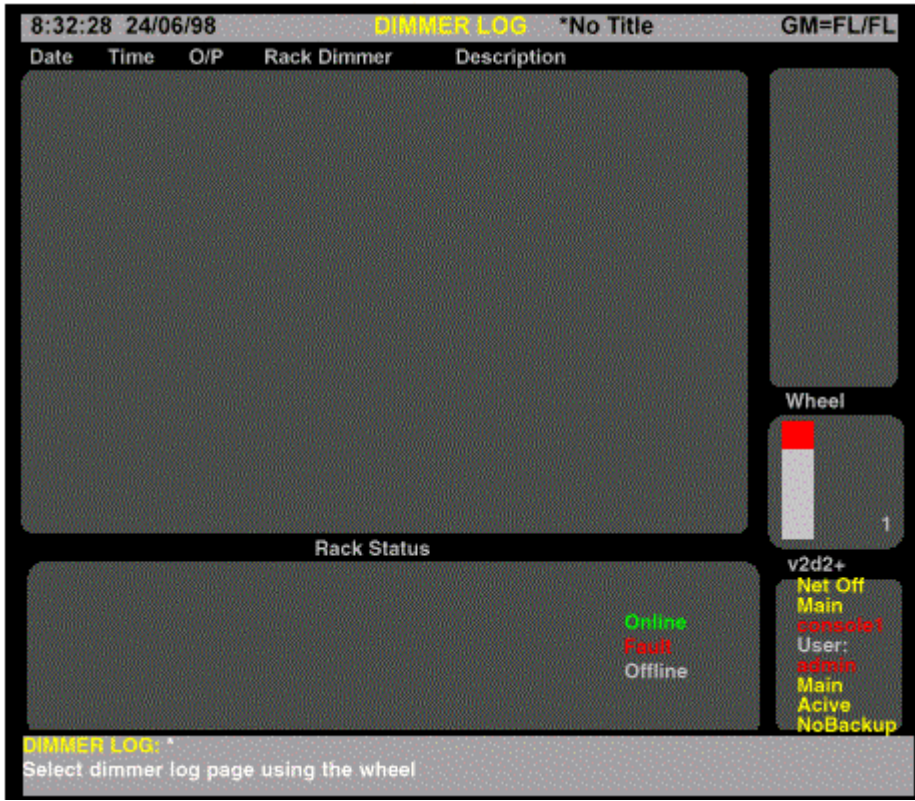 8:32:28 24/06/98 DIMMER LOG *No Title GM=FL/FL
Date Time O/P Rack Dimmer Description
Wheel
1
Rack Status
Online
Fault
Offline
v2d2+
Net Off
Main
console1
User:
admin
Main
Acive
NoBackup
DIMMER LOG: *
Select dimmer log page using the wheel